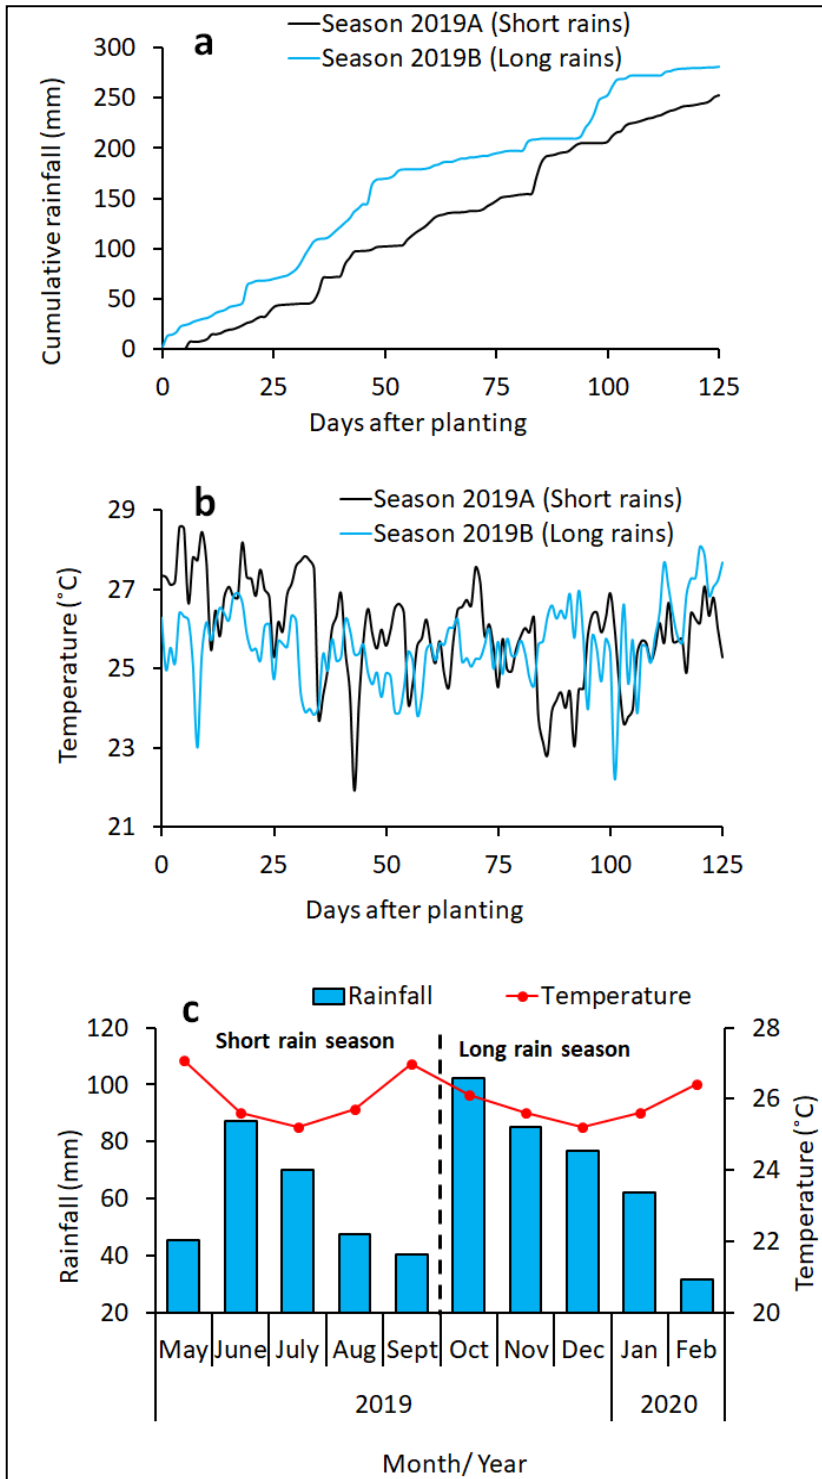 a
Season 2019A (Short rains)
Season 2019B (Long rains)
Cumulative rainfall (mm)
300
250
200
150
100
50
0
0 25 50 75 100 125
Days after planting
b
Season 2019A (Short rains)
Season 2019B (Long rains)
Temperature (˚C)
29
27
25
23
21
0 25 50 75 100 125
Days after planting
c
Rainfall Temperature
Short rain season Long rain season
Rainfall (mm)
120
100
80
60
40
20
28
26
24
22
20
Temperature (˚C)
May June July Aug Sept Oct Nov Dec Jan Feb
2019 2020
Month/ Year